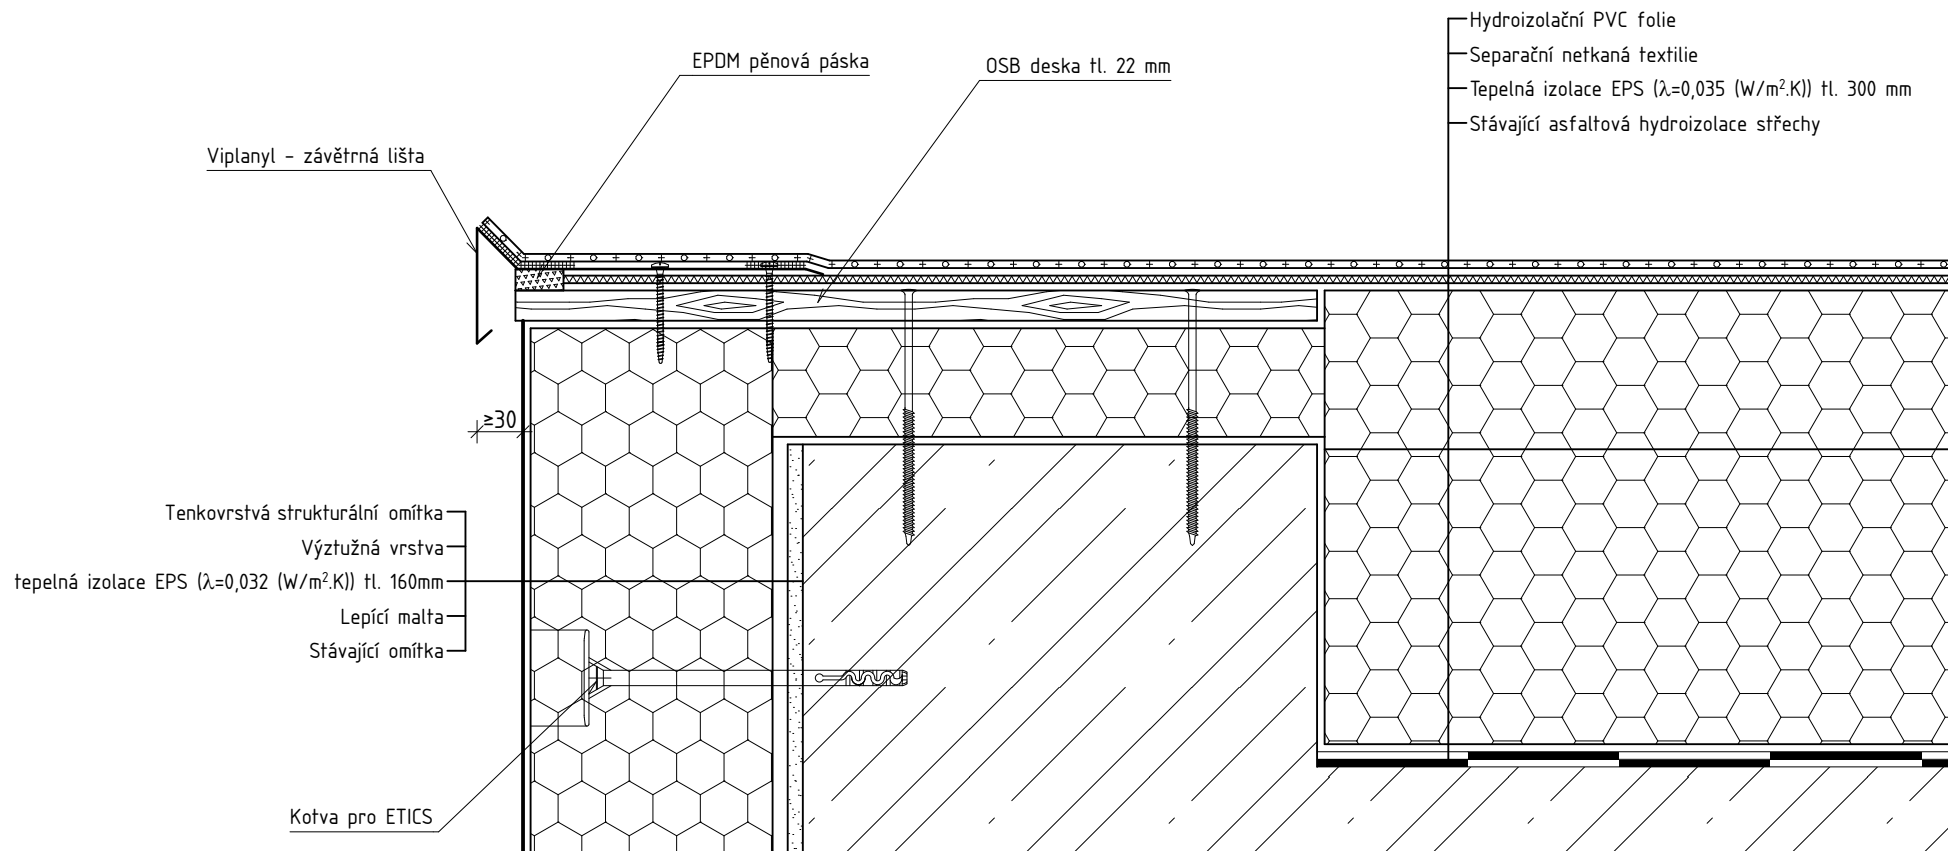 Hydroizolační PVC folie
Separační netkaná textilie
Tepelná izolace EPS (λ=0,035 (W/m².K)) tl. 300 mm
Stávající asfaltová hydroizolace střechy
EPDM pěnová páska
OSB deska tl. 22 mm
Viplanyl - závětrná lišta
≥30
Tenkovrstvá strukturální omítka
Výztužná vrstva
tepelná izolace EPS (λ=0,032 (W/m².K)) tl. 160mm
Lepící malta
Stávající omítka
Kotva pro ETICS